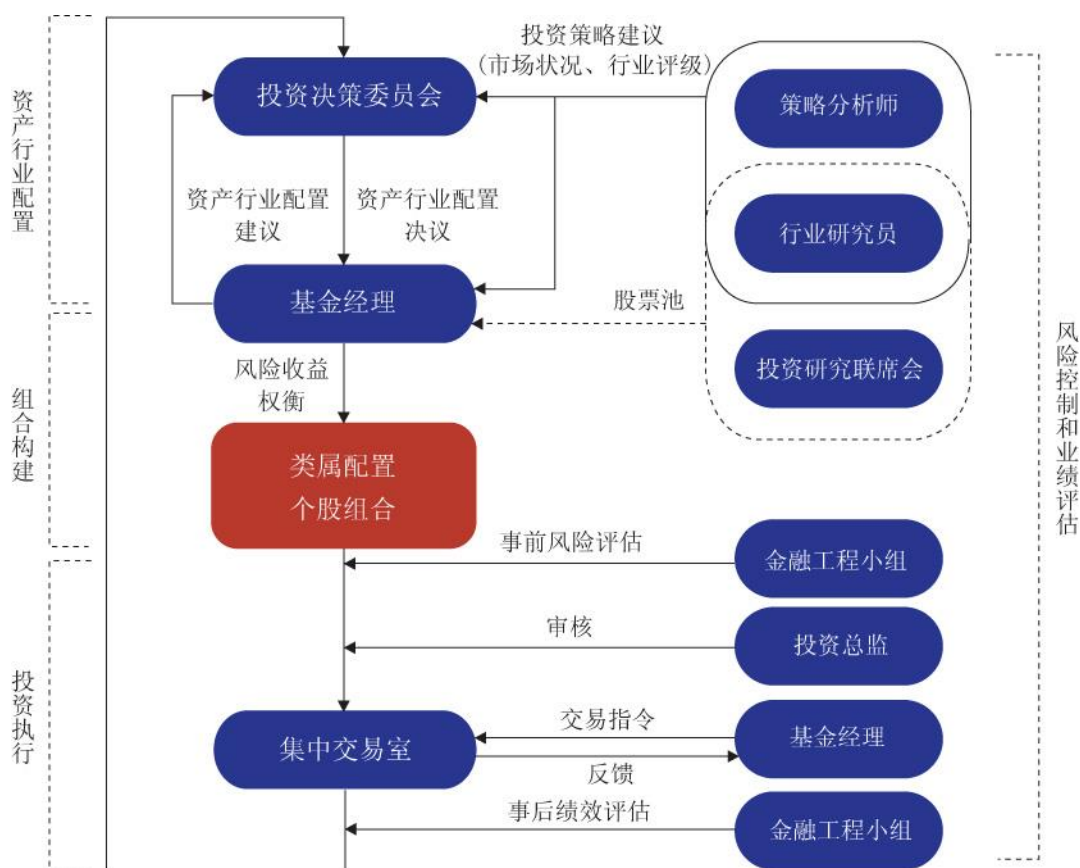 投资策略建议
(市场状况、行业评级)
投资决策委员会
策略分析师
资产行业配置
资产行业配置
建议
资产行业配置
决议
行业研究员
基金经理
股票池
投资研究联席会
风险收益
权衡
组合构建
类属配置
个股组合
风险控制和业绩评估
事前风险评估
金融工程小组
审核
投资总监
投资执行
集中交易室
交易指令
反馈
基金经理
事后绩效评估
金融工程小组